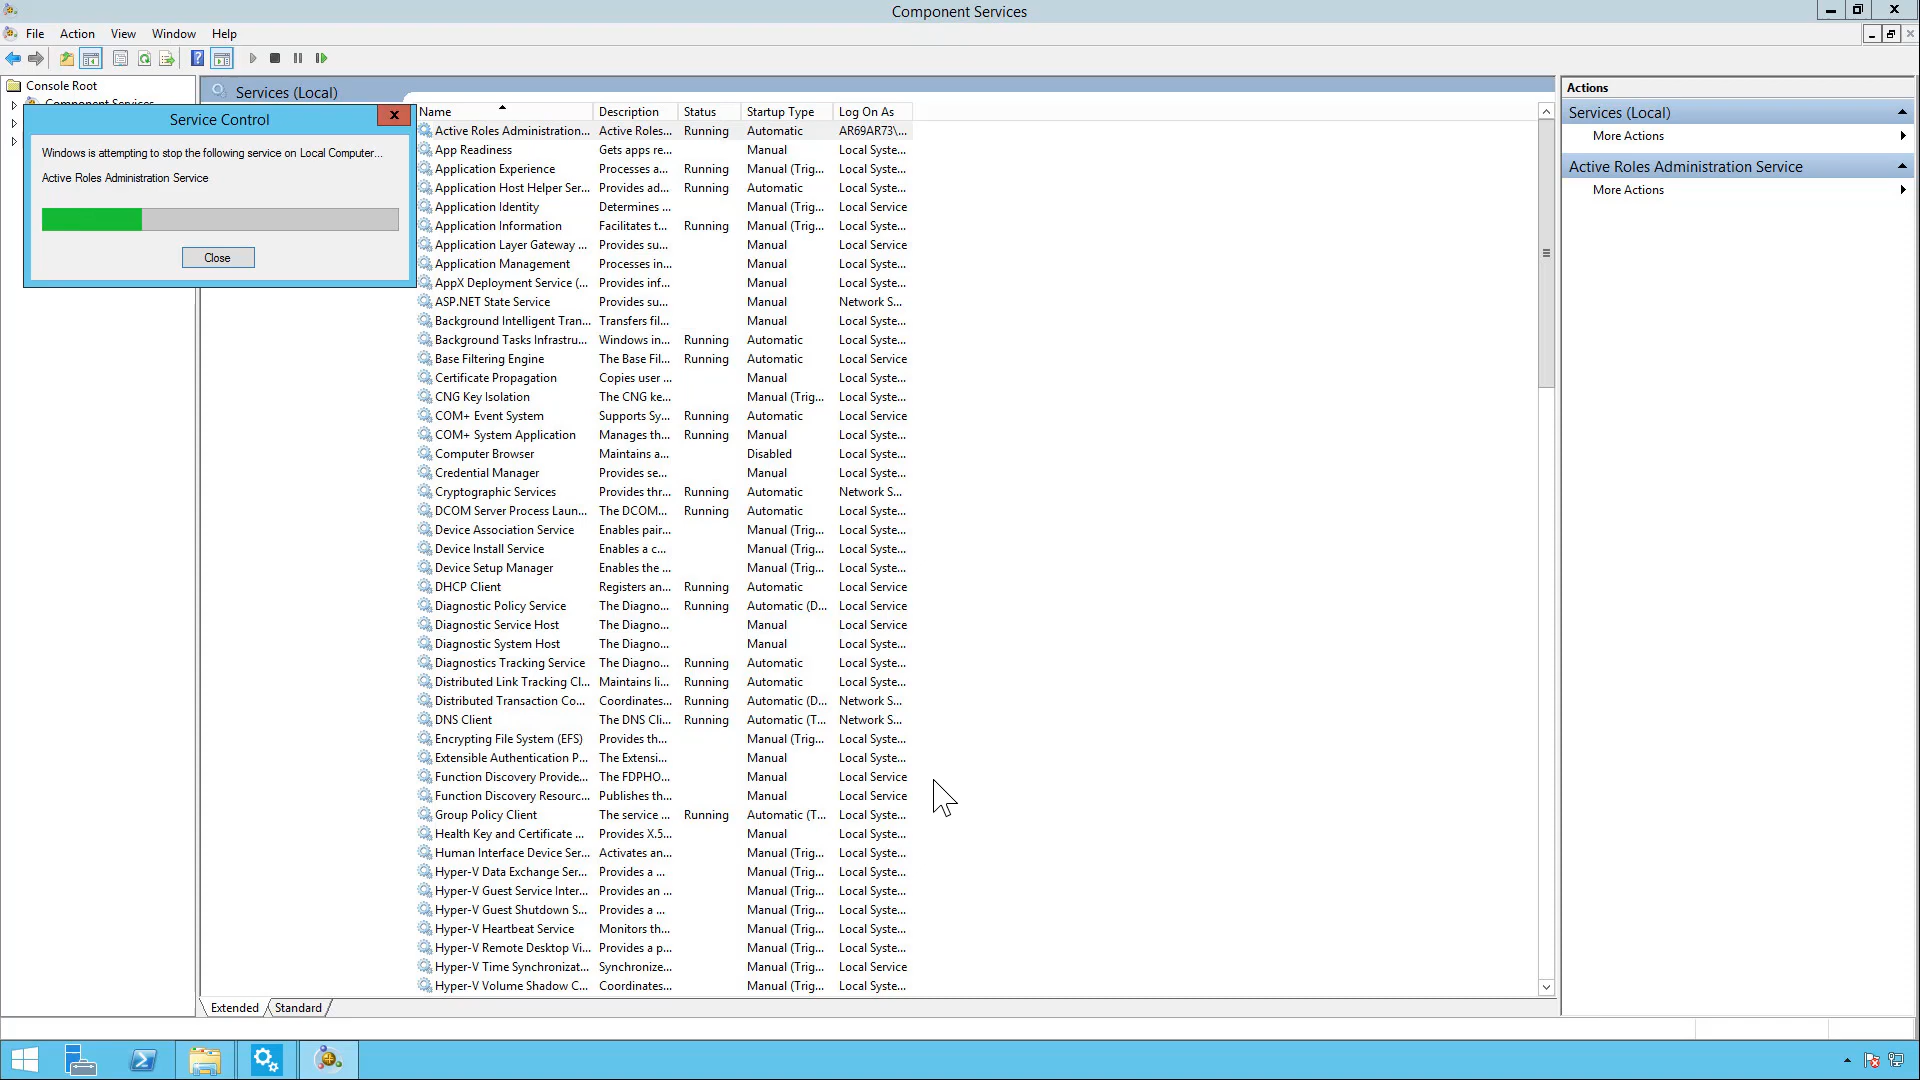 Component Services
File Action View Window Help
Console Root
Component Services
Services (Local)
Service Control
Windows is attempting to stop the following service on Local Computer...
Active Roles Administration Service
Close
Name Description Status Startup Type Log On As
Active Roles Administration... Active Roles... Running Automatic AR69AR73\...
App Readiness Gets apps re... Manual Local Syste...
Application Experience Processes a... Running Manual (Trig... Local Syste...
Application Host Helper Ser... Provides ad... Running Automatic Local Syste...
Application Identity Determines ... Manual (Trig... Local Service
Application Information Facilitates t... Running Manual (Trig... Local Syste...
Application Layer Gateway ... Provides su... Manual Local Service
Application Management Processes in... Manual Local Syste...
AppX Deployment Service (... Provides inf... Manual Local Syste...
ASP.NET State Service Provides su... Manual Network S...
Background Intelligent Tran... Transfers fil... Manual Local Syste...
Background Tasks Infrastru... Windows in... Running Automatic Local Syste...
Base Filtering Engine The Base Fil... Running Automatic Local Service
Certificate Propagation Copies user ... Manual Local Syste...
CNG Key Isolation The CNG ke... Manual (Trig... Local Syste...
COM+ Event System Supports Sy... Running Automatic Local Service
COM+ System Application Manages th... Running Manual Local Syste...
Computer Browser Maintains a... Disabled Local Syste...
Credential Manager Provides se... Manual Local Syste...
Cryptographic Services Provides thr... Running Automatic Network S...
DCOM Server Process Laun... The DCOM... Running Automatic Local Syste...
Device Association Service Enables pair... Manual (Trig... Local Syste...
Device Install Service Enables a c... Manual (Trig... Local Syste...
Device Setup Manager Enables the ... Manual (Trig... Local Syste...
DHCP Client Registers an... Running Automatic Local Service
Diagnostic Policy Service The Diagno... Running Automatic (D... Local Service
Diagnostic Service Host The Diagno... Manual Local Service
Diagnostic System Host The Diagno... Manual Local Syste...
Diagnostics Tracking Service The Diagno... Running Automatic Local Syste...
Distributed Link Tracking Cl... Maintains li... Running Automatic Local Syste...
Distributed Transaction Co... Coordinates... Running Automatic (D... Network S...
DNS Client The DNS Cli... Running Automatic (T... Network S...
Encrypting File System (EFS) Provides th... Manual (Trig... Local Syste...
Extensible Authentication P... The Extensi... Manual Local Syste...
Function Discovery Provide... The FDPHO... Manual Local Service
Function Discovery Resourc... Publishes th... Manual Local Service
Group Policy Client The service ... Running Automatic (T... Local Syste...
Health Key and Certificate ... Provides X.5... Manual Local Syste...
Human Interface Device Ser... Activates an... Manual (Trig... Local Syste...
Hyper-V Data Exchange Ser... Provides a ... Manual (Trig... Local Syste...
Hyper-V Guest Service Inter... Provides an ... Manual (Trig... Local Syste...
Hyper-V Guest Shutdown S... Provides a ... Manual (Trig... Local Syste...
Hyper-V Heartbeat Service Monitors th... Manual (Trig... Local Syste...
Hyper-V Remote Desktop Vi... Provides a p... Manual (Trig... Local Syste...
Hyper-V Time Synchronizat... Synchronize... Manual (Trig... Local Service
Hyper-V Volume Shadow C... Coordinates... Manual (Trig... Local Syste...
Extended Standard
Actions
Services (Local)
More Actions
Active Roles Administration Service
More Actions